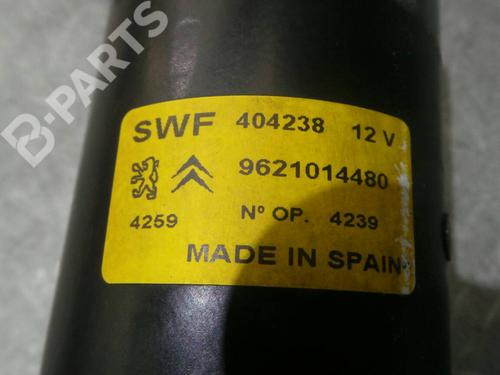 B-PARTS
SWF 404238 12 V
9621014480
4259 Nº OP. 4239
MADE IN SPAIN